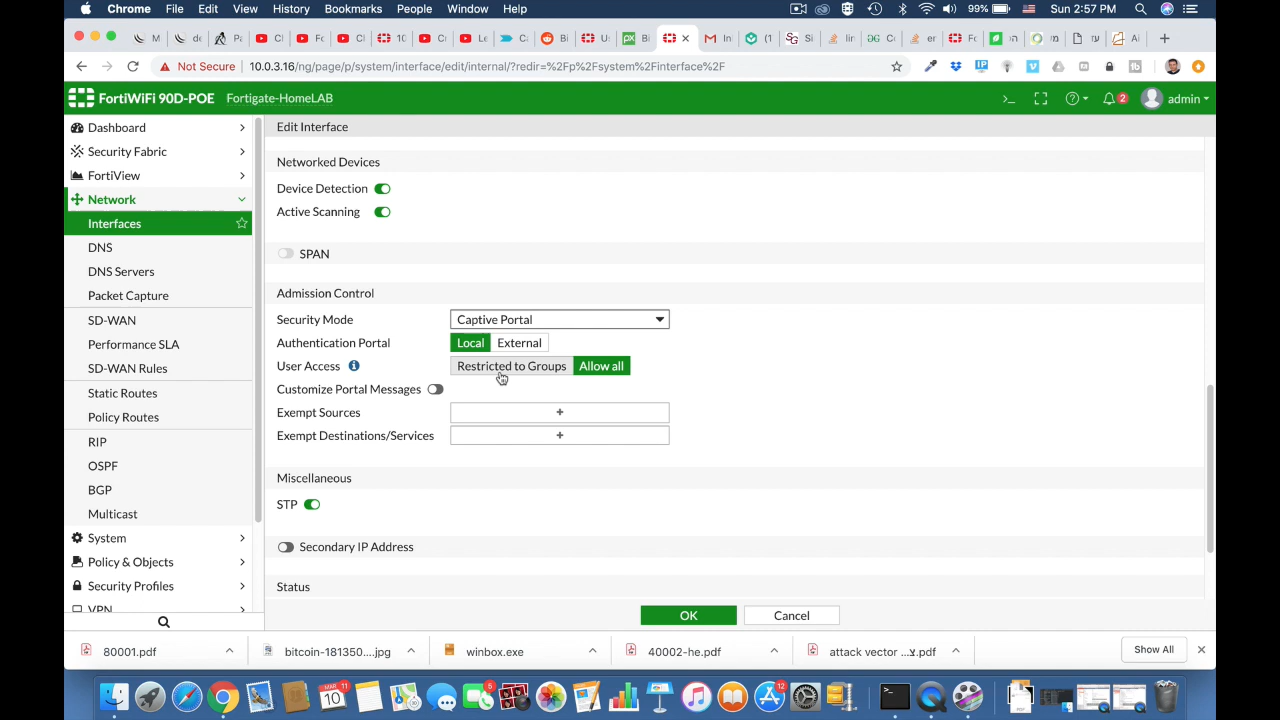 Chrome File Edit View History Bookmarks People Window Help 99% Sun 2:57 PM
Not Secure 10.0.3.16/ng/page/p/system/interface/edit/internal/?redir=%2Fp%2Fsystem%2Finterface%2F
FortiWiFi 90D-POE Fortigate-HomeLAB >_ 2 admin
Dashboard
Security Fabric
FortiView
Network
Interfaces
DNS
DNS Servers
Packet Capture
SD-WAN
Performance SLA
SD-WAN Rules
Static Routes
Policy Routes
RIP
OSPF
BGP
Multicast
System
Policy & Objects
Security Profiles
VPN
Edit Interface
Networked Devices
Device Detection
Active Scanning
SPAN
Admission Control
Security Mode Captive Portal
Authentication Portal Local External
User Access Restricted to Groups Allow all
Customize Portal Messages
Exempt Sources +
Exempt Destinations/Services +
Miscellaneous
STP
Secondary IP Address
Status
OK Cancel
80001.pdf bitcoin-181350....jpg winbox.exe 40002-he.pdf attack vector ...צ.pdf Show All
MAR 11
10
6
12